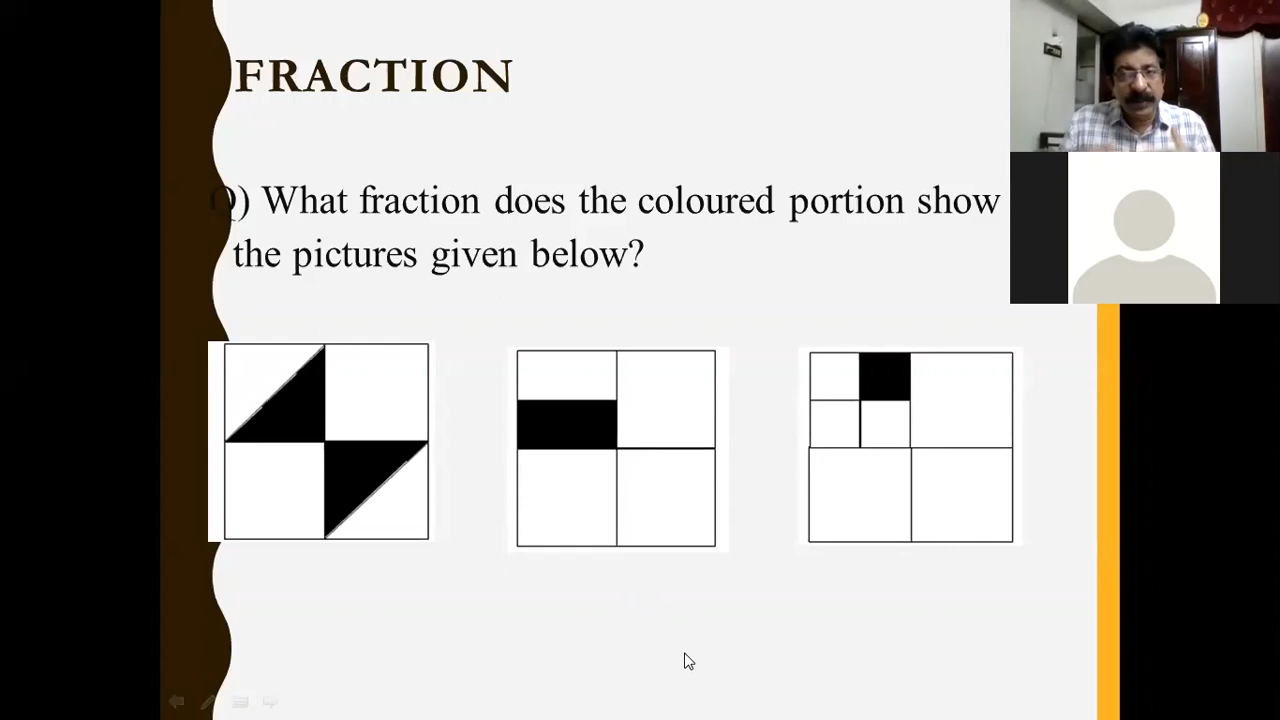 FRACTION
Q) What fraction does the coloured portion show
the pictures given below?